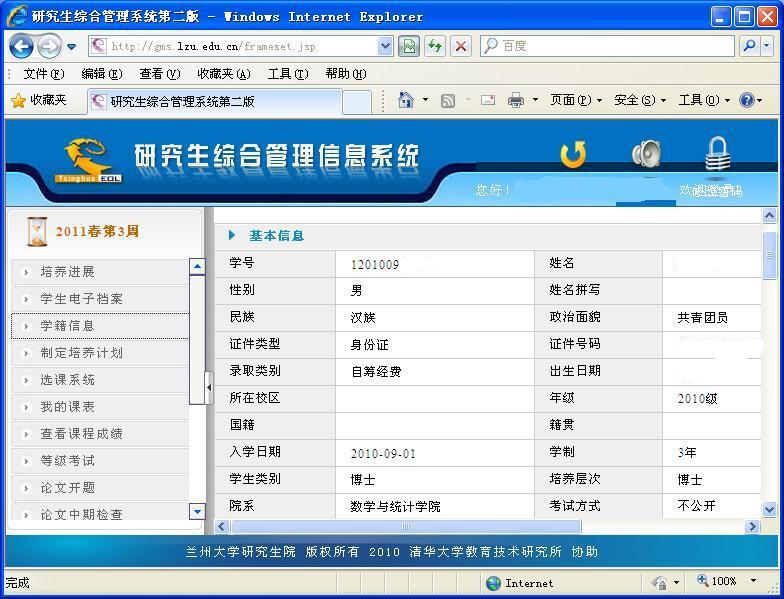 研究生综合管理系统第二版 - Windows Internet Explorer
http://gms.lzu.edu.cn/frameset.jsp
百度
文件(F) 编辑(E) 查看(V) 收藏夹(A) 工具(T) 帮助(H)
收藏夹 研究生综合管理系统第二版 页面(P) 安全(S) 工具(O)
Tsinghua EOL
研究生综合管理信息系统
您好!
2011春第3周
培养进展
学生电子档案
学籍信息
制定培养计划
选课系统
我的课表
查看课程成绩
等级考试
论文开题
论文中期检查
基本信息
学号 1201009 姓名
性别 男 姓名拼写
民族 汉族 政治面貌 共青团员
证件类型 身份证 证件号码
录取类别 自筹经费 出生日期
所在校区 年级 2010级
国籍 籍贯
入学日期 2010-09-01 学制 3年
学生类别 博士 培养层次 博士
院系 数学与统计学院 考试方式 不公开
兰州大学研究生院 版权所有 2010 清华大学教育技术研究所 协助
完成 Internet 100%